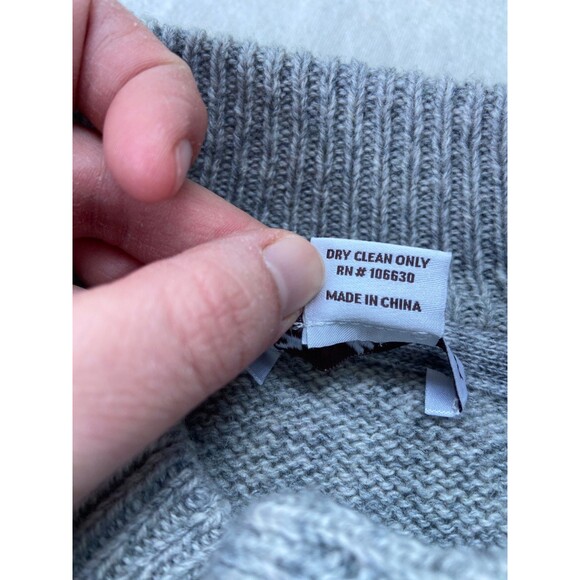 DRY CLEAN ONLY
RN # 106630
MADE IN CHINA